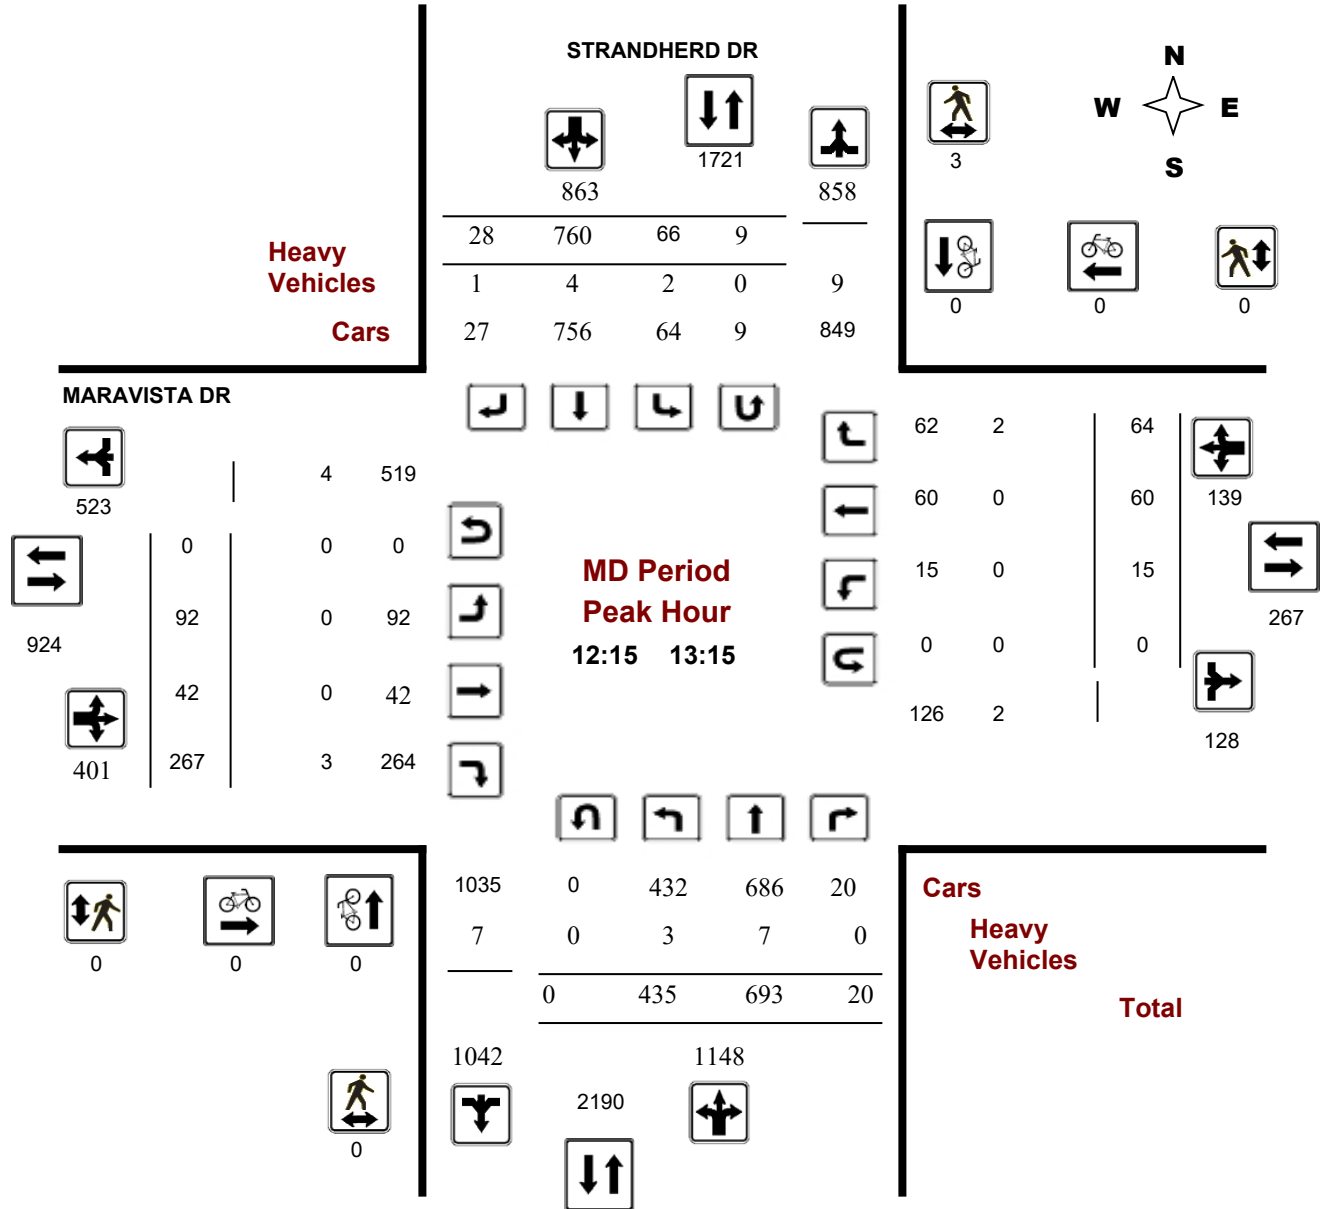 STRANDHERD DR
N
W E
S
1721
3
863
858
28 760 66 9
Heavy
Vehicles
1 4 2 0 9
0 0 0
Cars
27 756 64 9 849
MARAVISTA DR
62 2 64
4 519
523
60 0 60 139
0 0 0
15 0 15
MD Period
Peak Hour
92 0 92
267
924
12:15 13:15
0 0 0
42 0 42
126 2
128
401 267 3 264
1035 0 432 686 20
Cars
7 0 3 7 0
Heavy
Vehicles
0 0 0
0 435 693 20
Total
1042 1148
2190
0